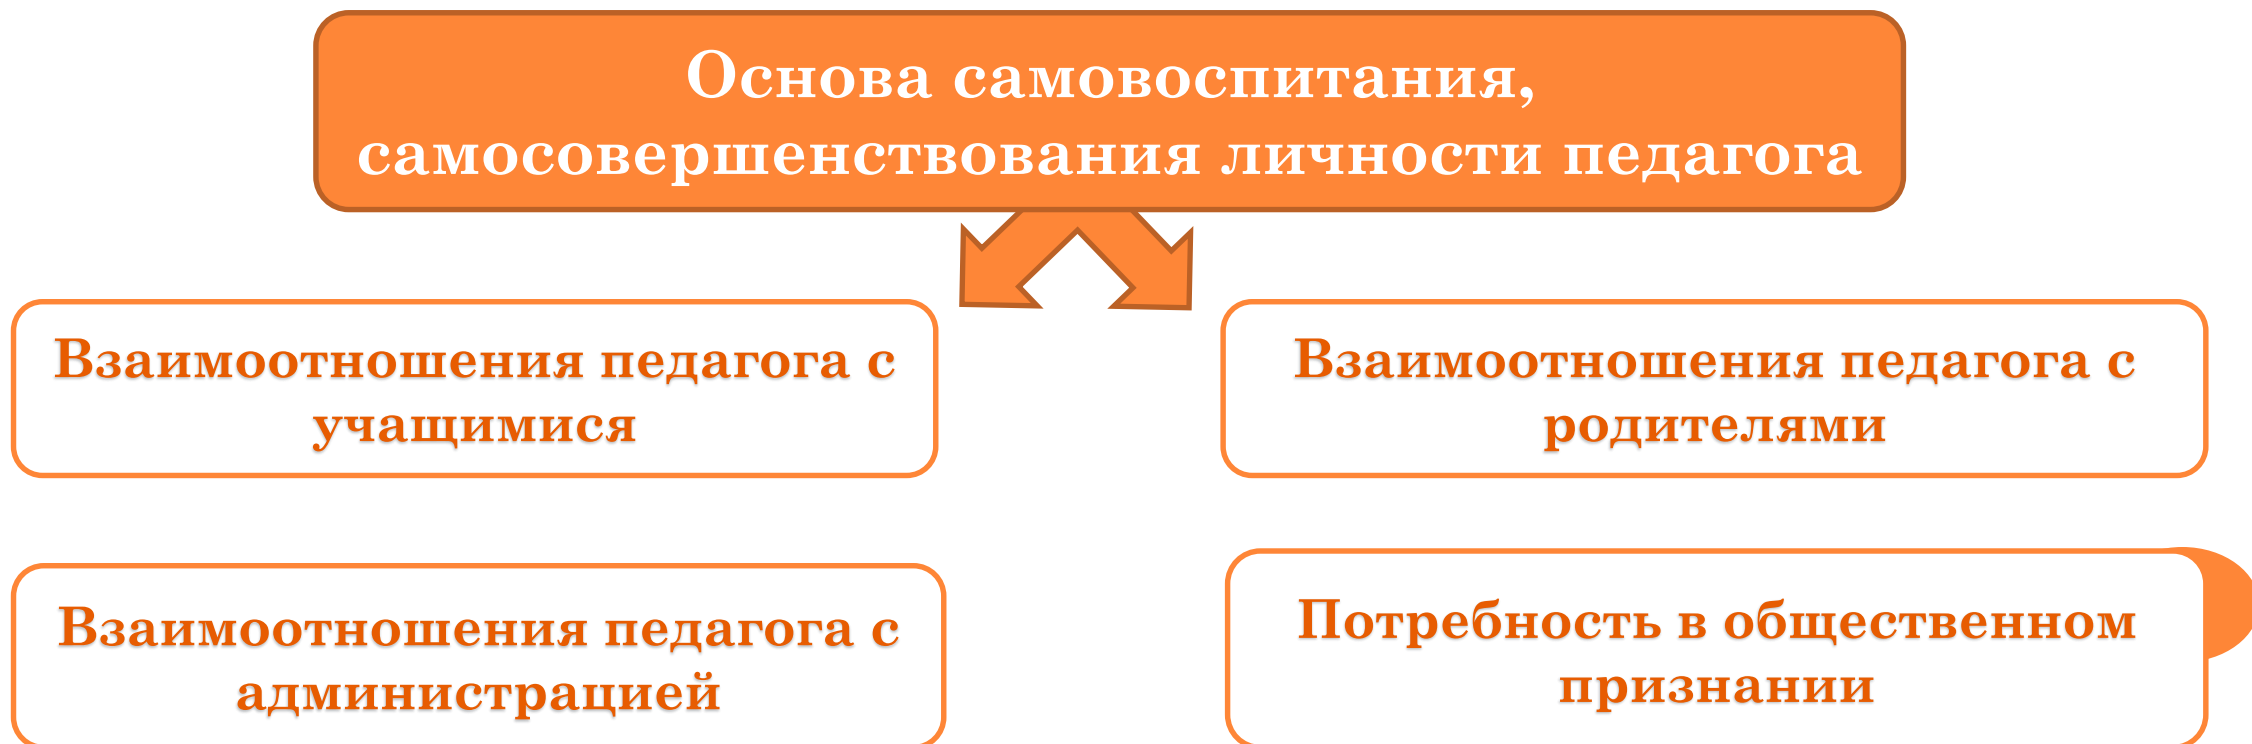 Основа самовоспитания,
самосовершенствования личности педагога
Взаимоотношения педагога с
учащимися
Взаимоотношения педагога с
родителями
Взаимоотношения педагога с
администрацией
Потребность в общественном
признании